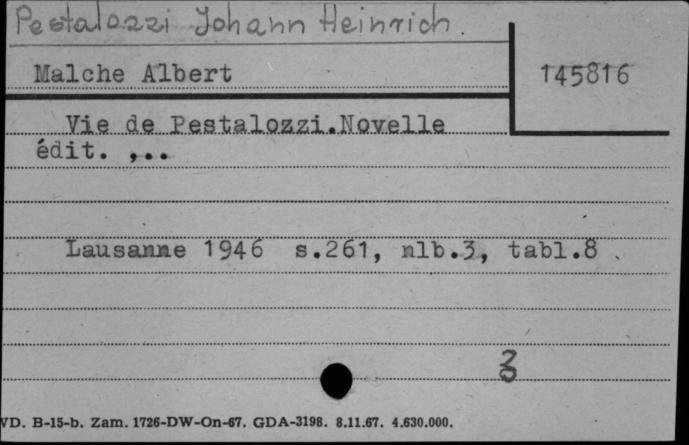 Pestalozzi Johann Heinrich
Malche Albert
145816
Vie de Pestalozzi.Novelle
édit. ,..
Lausanne 1946 s.261, nlb.3, tabl.8
VD. B-15-b. Zam. 1726-DW-On-67. GDA-3198. 8.11.67. 4.630.000.